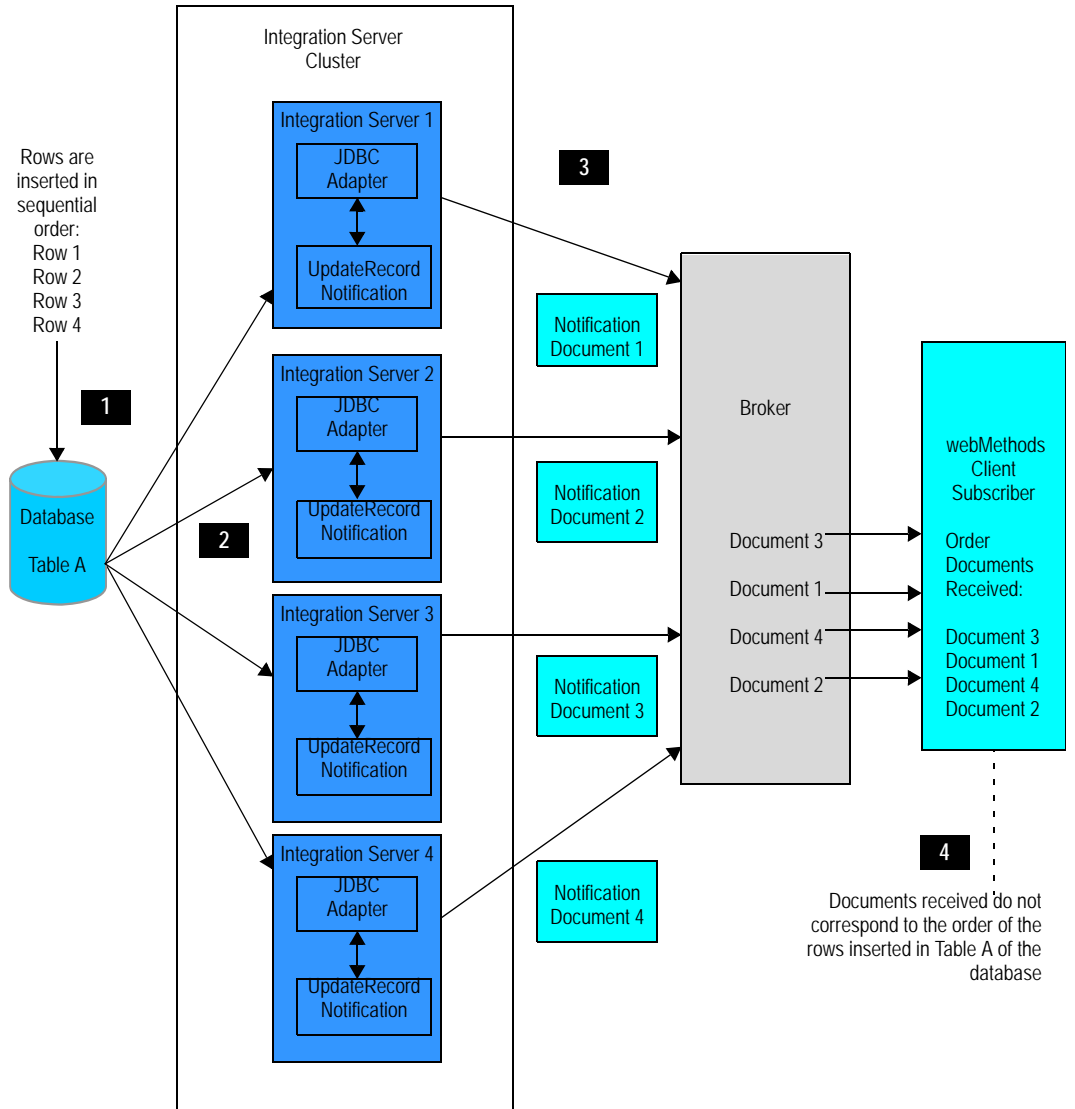 Integration Server
Cluster
Rows are
inserted in
sequential
order:
Row 1
Row 2
Row 3
Row 4
1
Database
Table A
2
Integration Server 1
JDBC
Adapter
UpdateRecord
Notification
Integration Server 2
JDBC
Adapter
UpdateRecord
Notification
Integration Server 3
JDBC
Adapter
UpdateRecord
Notification
Integration Server 4
JDBC
Adapter
UpdateRecord
Notification
3
Notification
Document 1
Notification
Document 2
Notification
Document 3
Notification
Document 4
Broker
Document 3
Document 1
Document 4
Document 2
webMethods
Client
Subscriber
Order
Documents
Received:
Document 3
Document 1
Document 4
Document 2
4
Documents received do not
correspond to the order of the
rows inserted in Table A of the
database